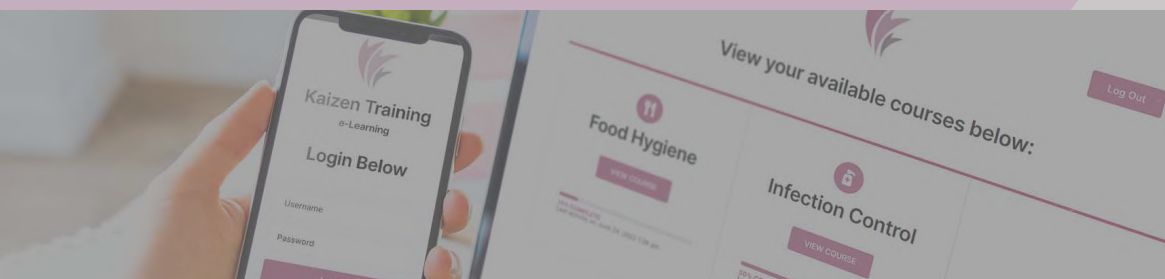 Kaizen Training
e-Learning
Login Below
Username
Password
View your available courses below:
Log Out
Food Hygiene
VIEW COURSE
Infection Control
VIEW COURSE